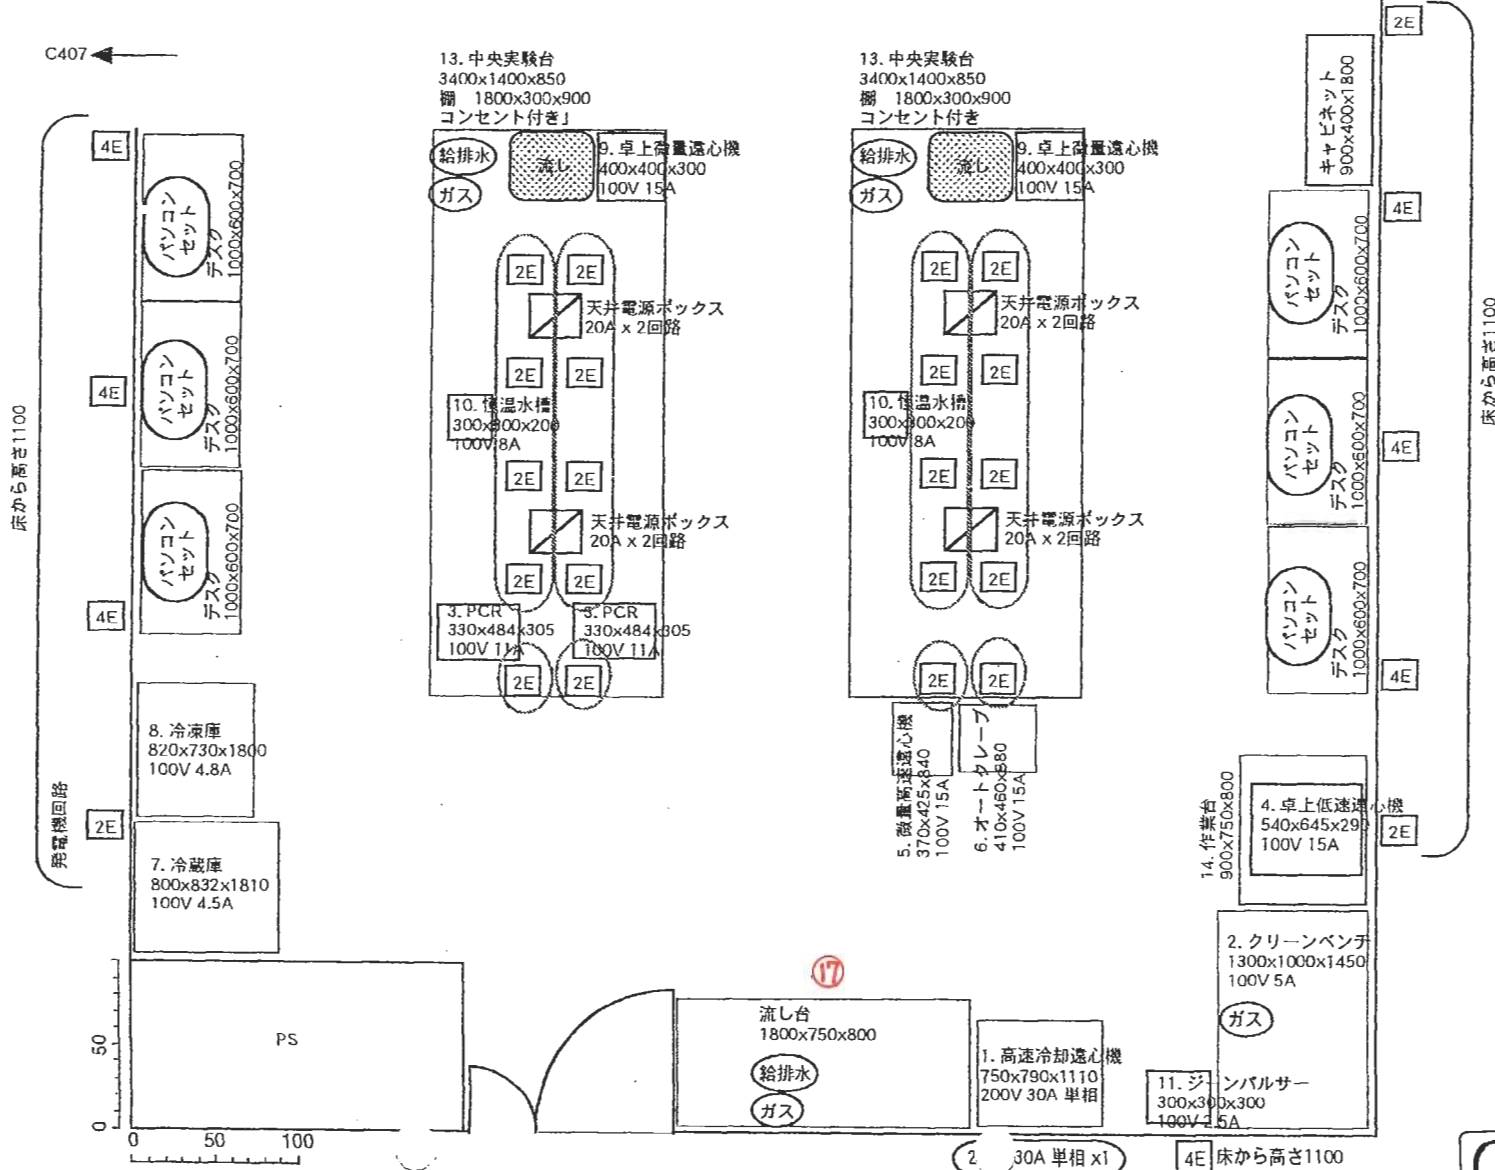 C407
13. 中央実験台
3400x1400x850
棚 1800x300x900
コンセント付き」
給排水
ガス
流し
9. 卓上微量遠心機
400x400x300
100V 15A
2E
2E
天井電源ボックス
20A x 2回路
2E
2E
10.恒温水槽
300x300x200
100V 8A
2E
2E
天井電源ボックス
20A x 2回路
2E
2E
3. PCR
330x484x305
100V 11A
3. PCR
330x484x305
100V 11A
2E
2E
13. 中央実験台
3400x1400x850
棚 1800x300x900
コンセント付き
給排水
ガス
流し
9. 卓上微量遠心機
400x400x300
100V 15A
2E
2E
天井電源ボックス
20A x 2回路
2E
2E
10. 恒温水槽
300x300x200
100V 8A
2E
2E
天井電源ボックス
20A x 2回路
2E
2E
2E
2E
5. 微量高速遠心機
370x425x840
100V 15A
6. オートクレーブ
410x460x880
100V 15A
床から高さ1100
発電機回路
4E
4E
4E
2E
パソコン
セット
デスク
1000x600x700
パソコン
セット
デスク
1000x600x700
パソコン
セット
デスク
1000x600x700
8. 冷凍庫
820x730x1800
100V 4.8A
7. 冷蔵庫
800x832x1810
100V 4.5A
PS
50
0
0
50
100
⑰
流し台
1800x750x800
給排水
ガス
1. 高速冷却遠心機
750x790x1110
200V 30A 単相
2E
キャビネット
900x400x1800
4E
パソコン
セット
デスク
1000x600x700
4E
パソコン
セット
デスク
1000x600x700
4E
パソコン
セット
デスク
1000x600x700
床から高さ1100
14. 作業台
900x750x800
4. 卓上低速遠心機
540x645x290
100V 15A
2E
2. クリーンベンチ
1300x1000x1450
100V 5A
ガス
11. ジーンパルサー
300x300x300
100V 2.5A
30A 単相 x1
4E 床から高さ1100